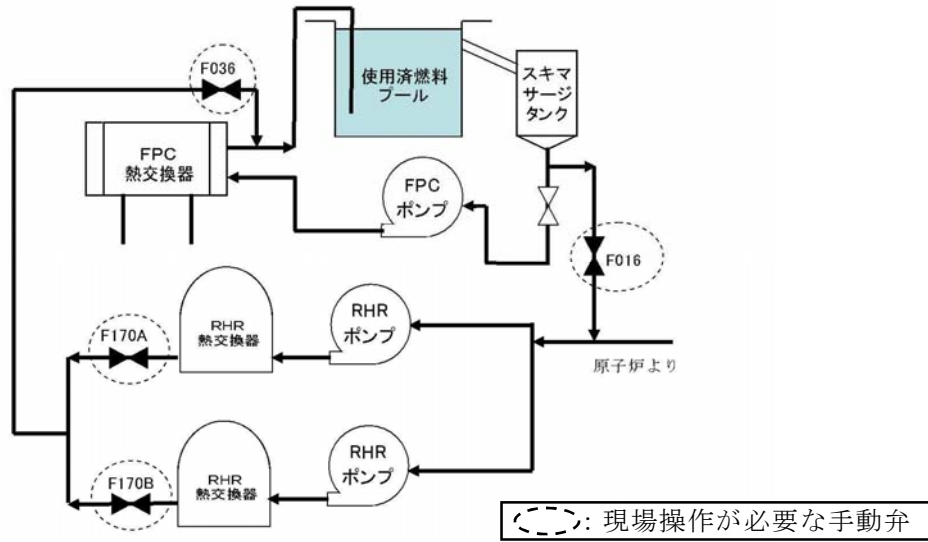 F036
使用済燃料
プール
スキマ
サージ
タンク
FPC
熱交換器
FPC
ポンプ
F016
F170A
RHR
熱交換器
RHR
ポンプ
原子炉より
F170B
RHR
熱交換器
RHR
ポンプ
: 現場操作が必要な手動弁